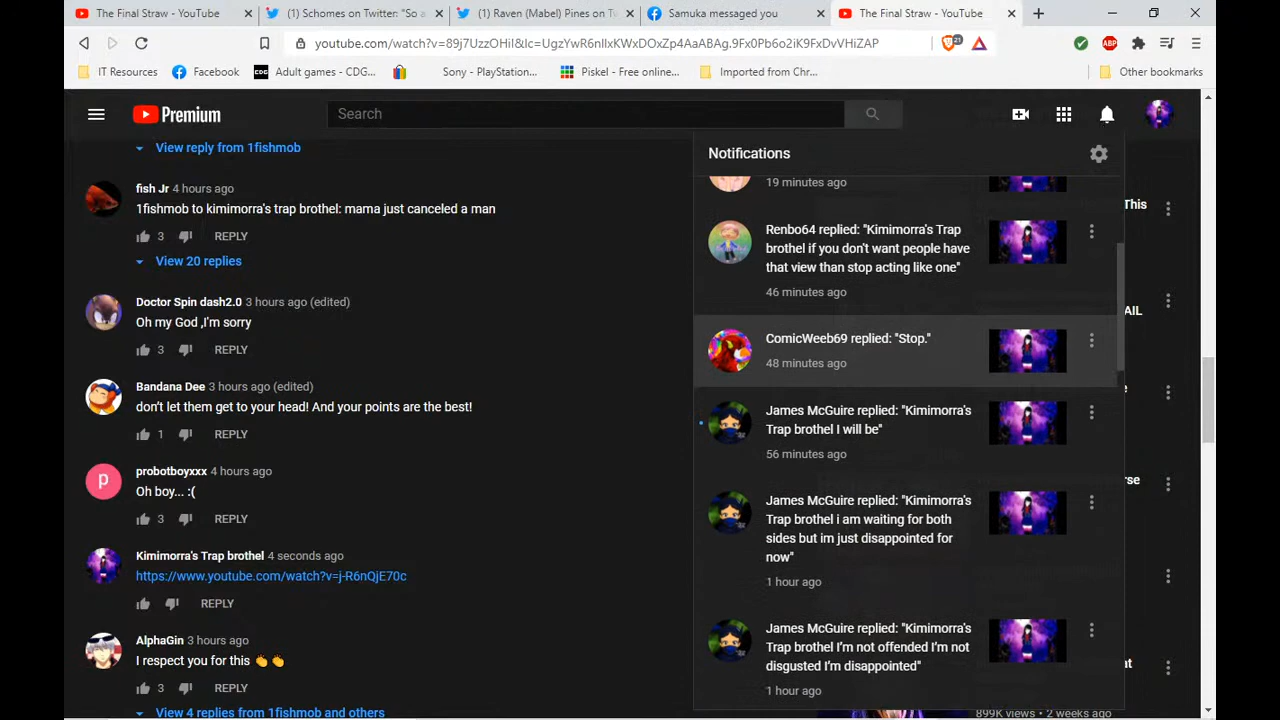 The Final Straw - YouTube
(1) Schomes on Twitter: "So a
(1) Raven (Mabel) Pines on Tw
Samuka messaged you
The Final Straw - YouTube
youtube.com/watch?v=89j7UzzOHiI&lc=UgzYwR6nlIxKWxDOxZp4AaABAg.9Fx0Pb6o2iK9FxDvVHiZAP
21
ABP
IT Resources
Facebook
CDG
Adult games - CDG...
Sony - PlayStation...
Piskel - Free online...
Imported from Chr...
Other bookmarks
Premium
Search
View reply from 1fishmob
fish Jr 4 hours ago
1fishmob to kimimorra's trap brothel: mama just canceled a man
3 REPLY
View 20 replies
Doctor Spin dash2.0 3 hours ago (edited)
Oh my God ,I'm sorry
3 REPLY
Bandana Dee 3 hours ago (edited)
don't let them get to your head! And your points are the best!
1 REPLY
P
probotboyxxx 4 hours ago
Oh boy... :(
3 REPLY
Kimimorra's Trap brothel 4 seconds ago
https://www.youtube.com/watch?v=j-R6nQjE70c
REPLY
AlphaGin 3 hours ago
I respect you for this 👏 👏
3 REPLY
View 4 replies from 1fishmob and others
Notifications
19 minutes ago
Renbo64 replied: "Kimimorra's Trap
brothel if you don't want people have
that view than stop acting like one"
46 minutes ago
ComicWeeb69 replied: "Stop."
48 minutes ago
James McGuire replied: "Kimimorra's
Trap brothel I will be"
56 minutes ago
James McGuire replied: "Kimimorra's
Trap brothel i am waiting for both
sides but im just disappointed for
now"
1 hour ago
James McGuire replied: "Kimimorra's
Trap brothel I'm not offended I'm not
disgusted I'm disappointed"
1 hour ago
This
AIL
e
rse
nt
899K views • 2 weeks ago